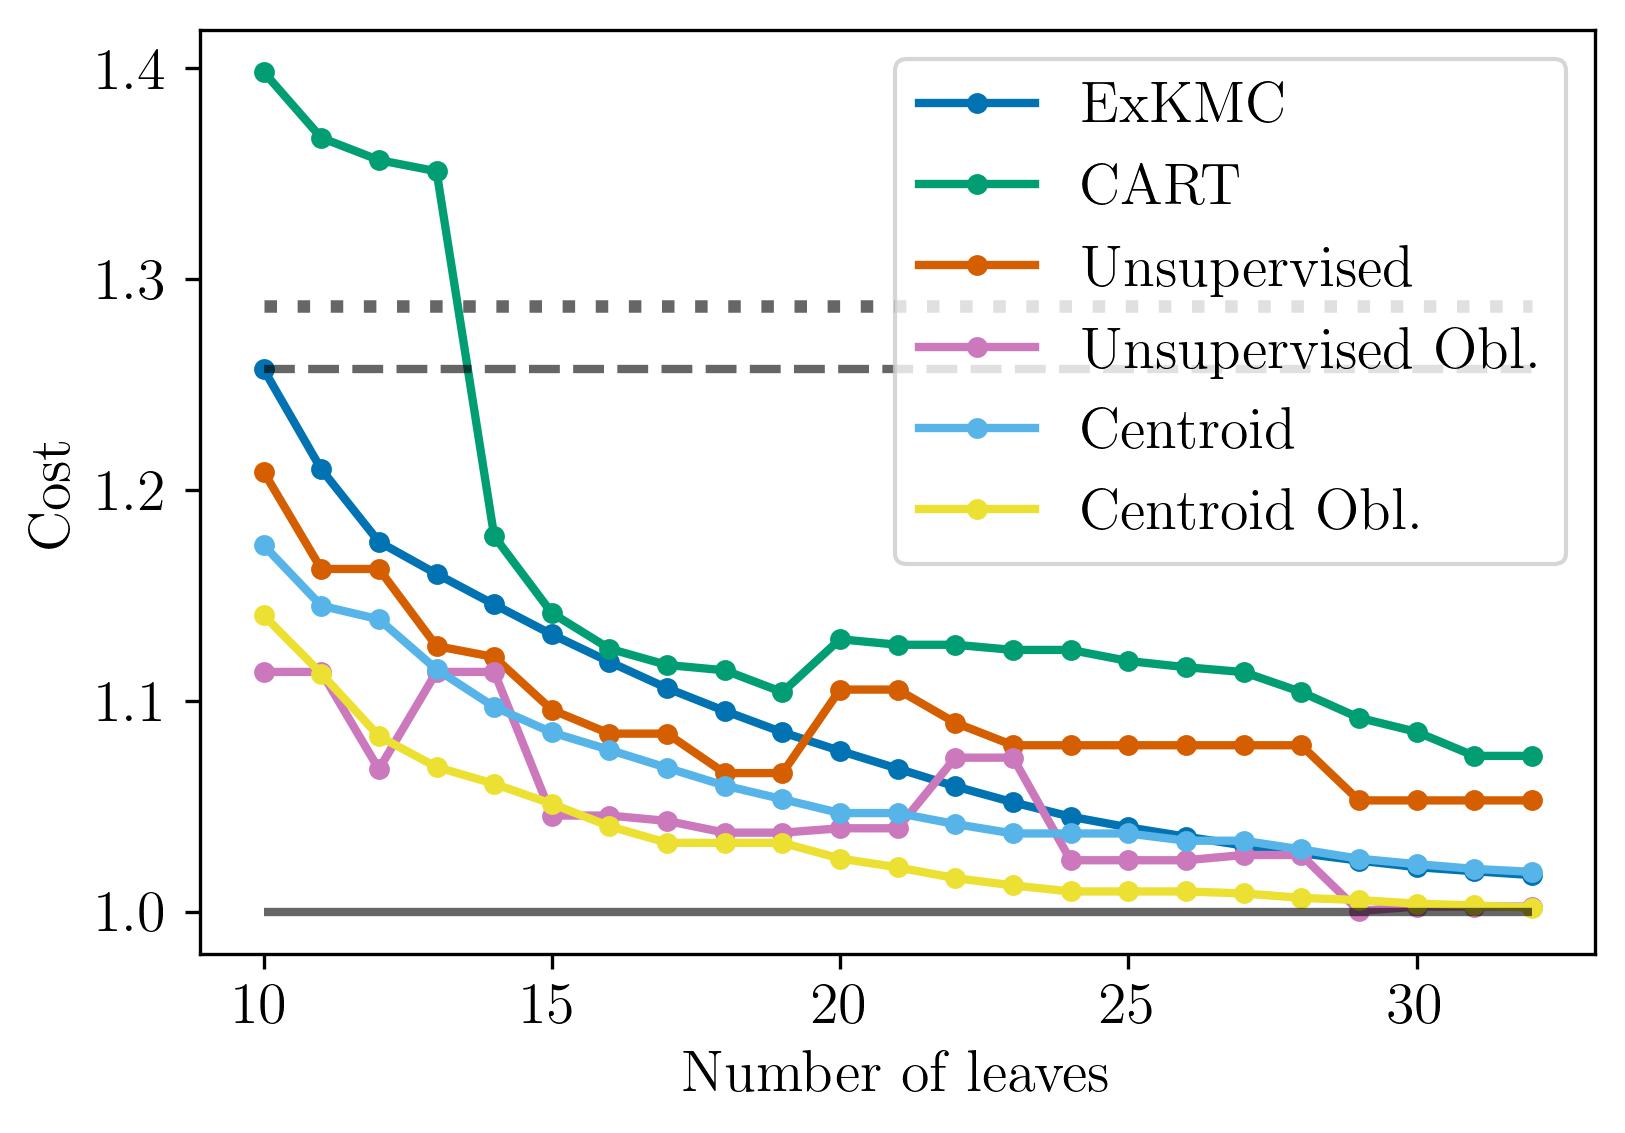 1.4
1.3
1.2
1.1
1.0
Cost
10
15
20
25
30
Number of leaves
ExKMC
CART
Unsupervised
Unsupervised Obl.
Centroid
Centroid Obl.